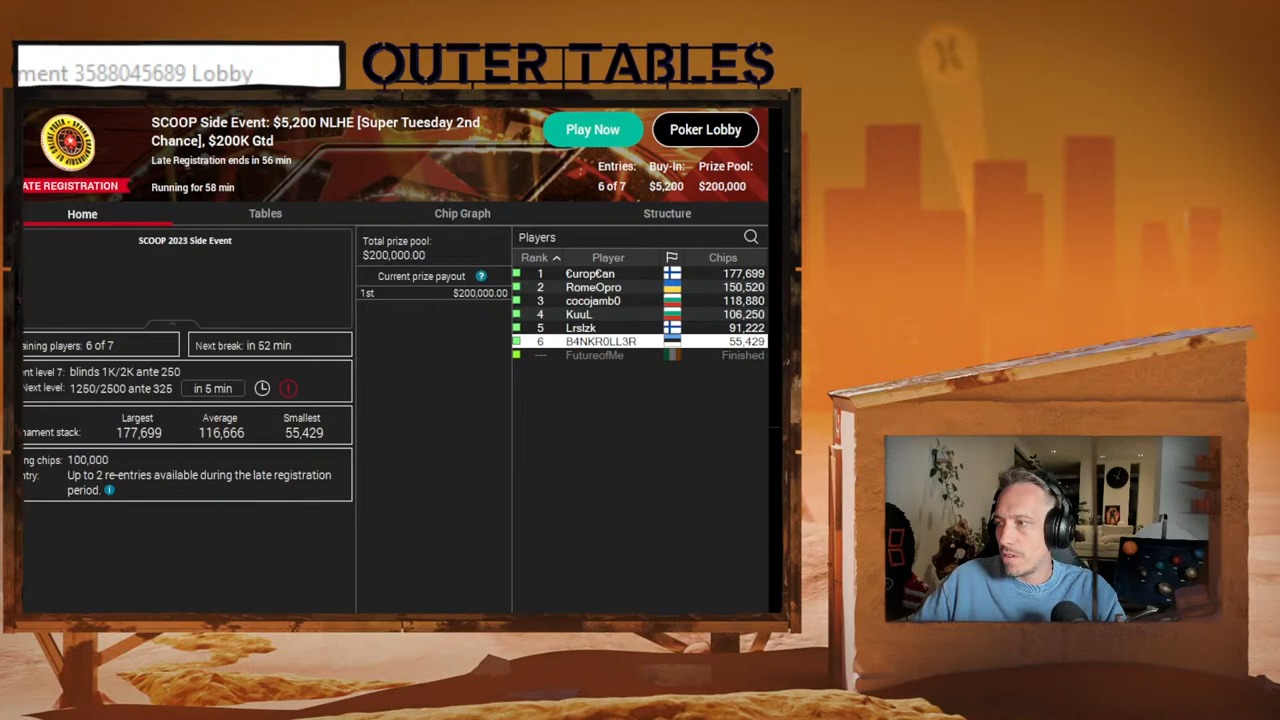 ment 3588045689 Lobby
OUTER TABLES
SCOOP Side Event: $5,200 NLHE [Super Tuesday 2nd
Chance], $200K Gtd
Play Now
Poker Lobby
Late Registration ends in 56 min
Entries: Buy-In: Prize Pool:
ATE REGISTRATION
Running for 58 min
6 of 7 $5,200 $200,000
Home Tables Chip Graph Structure
SCOOP 2023 Side Event
Total prize pool:
$200,000.00
Current prize payout ?
1st $200,000.00
Players
Rank Player Chips
1 €urop€an 177,699
2 RomeOpro 150,520
3 cocojamb0 118,880
4 KuuL 106,250
5 Lrslzk 91,222
6 B4NKR0LL3R 55,429
--- FutureofMe Finished
aining players: 6 of 7
Next break: in 52 min
nt level 7: blinds 1K/2K ante 250
Next level: 1250/2500 ante 325 in 5 min
Largest Average Smallest
nament stack: 177,699 116,666 55,429
ng chips: 100,000
ntry: Up to 2 re-entries available during the late registration
period.